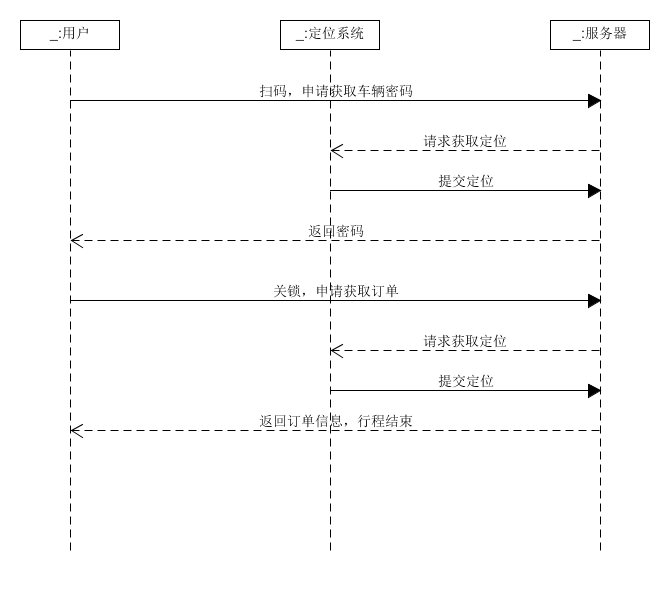 _:用户
_:定位系统
_:服务器
扫码，申请获取车辆密码
请求获取定位
提交定位
返回密码
关锁，申请获取订单
请求获取定位
提交定位
返回订单信息，行程结束